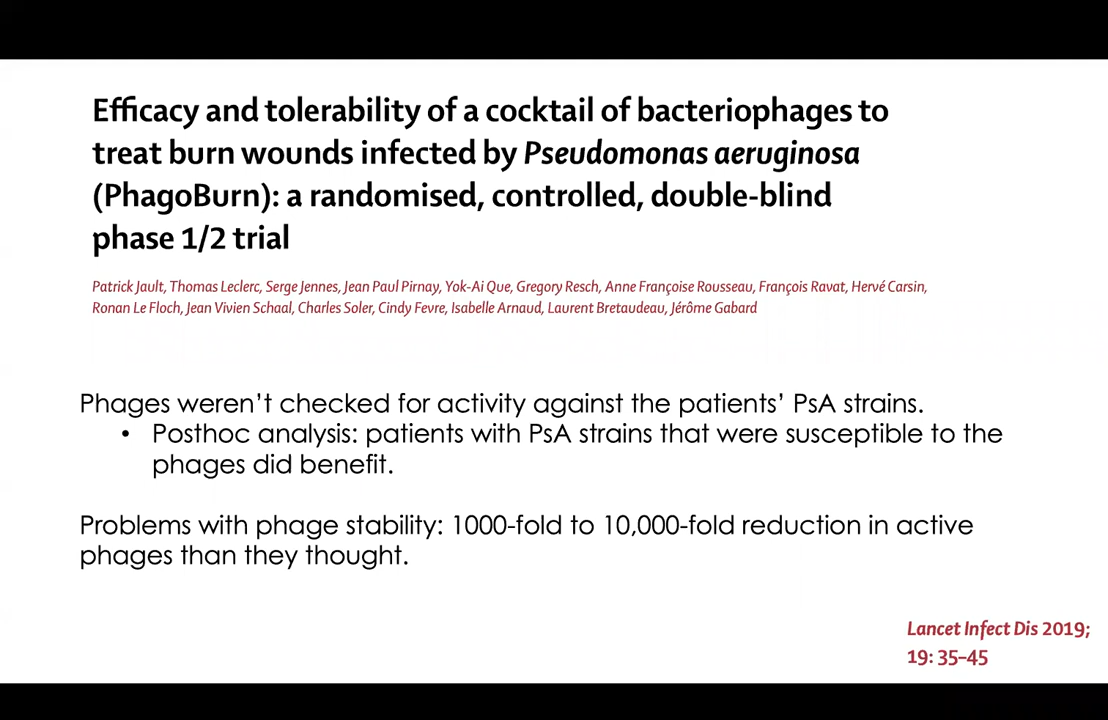 Efficacy and tolerability of a cocktail of bacteriophages to
treat burn wounds infected by Pseudomonas aeruginosa
(PhagoBurn): a randomised, controlled, double-blind
phase 1/2 trial
Patrick Jault, Thomas Leclerc, Serge Jennes, Jean Paul Pirnay, Yok-Ai Que, Gregory Resch, Anne Françoise Rousseau, François Ravat, Hervé Carsin,
Ronan Le Floch, Jean Vivien Schaal, Charles Soler, Cindy Fevre, Isabelle Arnaud, Laurent Bretaudeau, Jérôme Gabard
Phages weren’t checked for activity against the patients’ PsA strains.
• Posthoc analysis: patients with PsA strains that were susceptible to the
phages did benefit.
Problems with phage stability: 1000-fold to 10,000-fold reduction in active
phages than they thought.
Lancet Infect Dis 2019;
19: 35–45